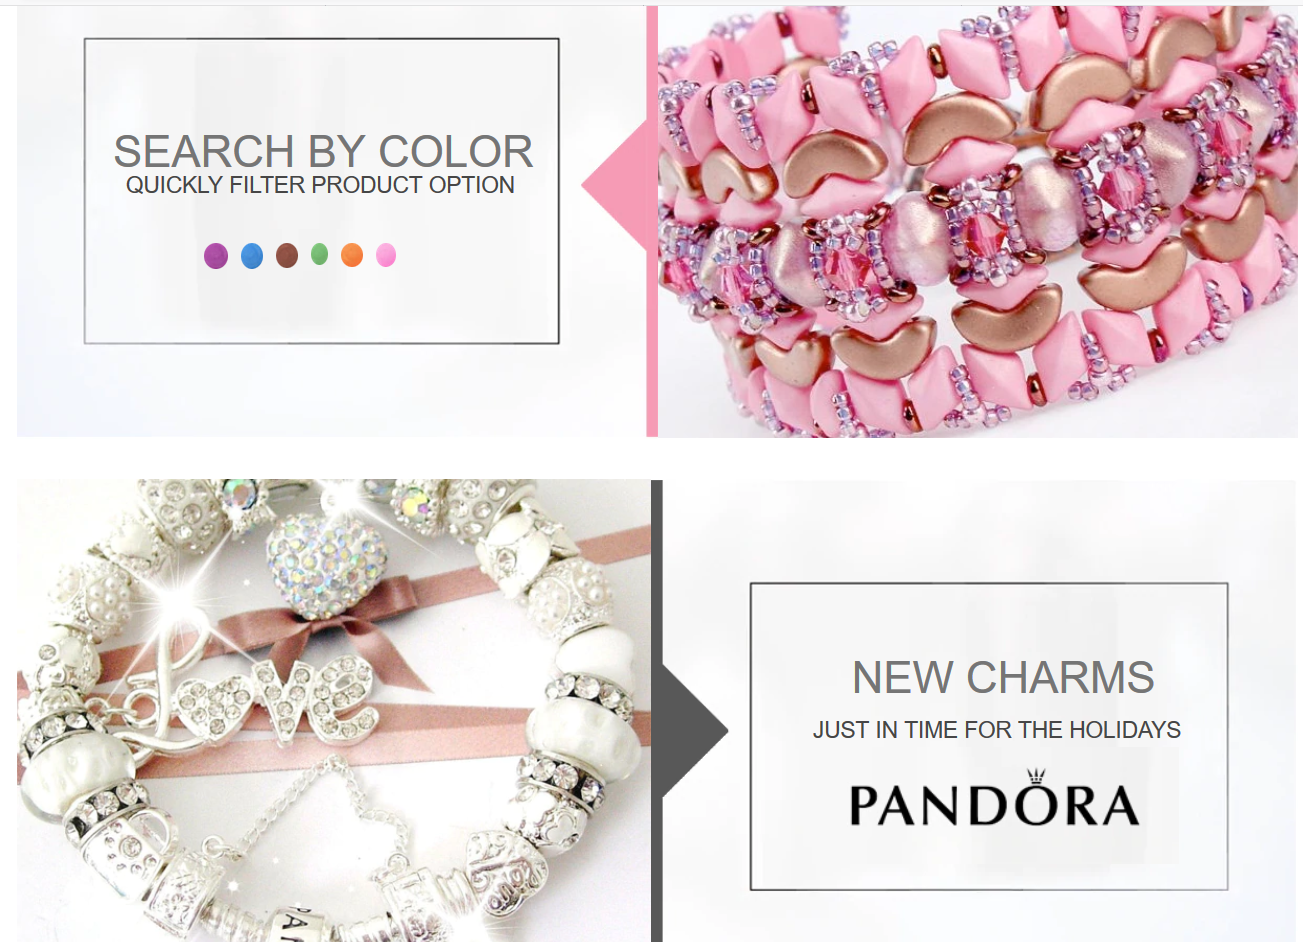 SEARCH BY COLOR
QUICKLY FILTER PRODUCT OPTION
Love
NEW CHARMS
JUST IN TIME FOR THE HOLIDAYS
PANDORA